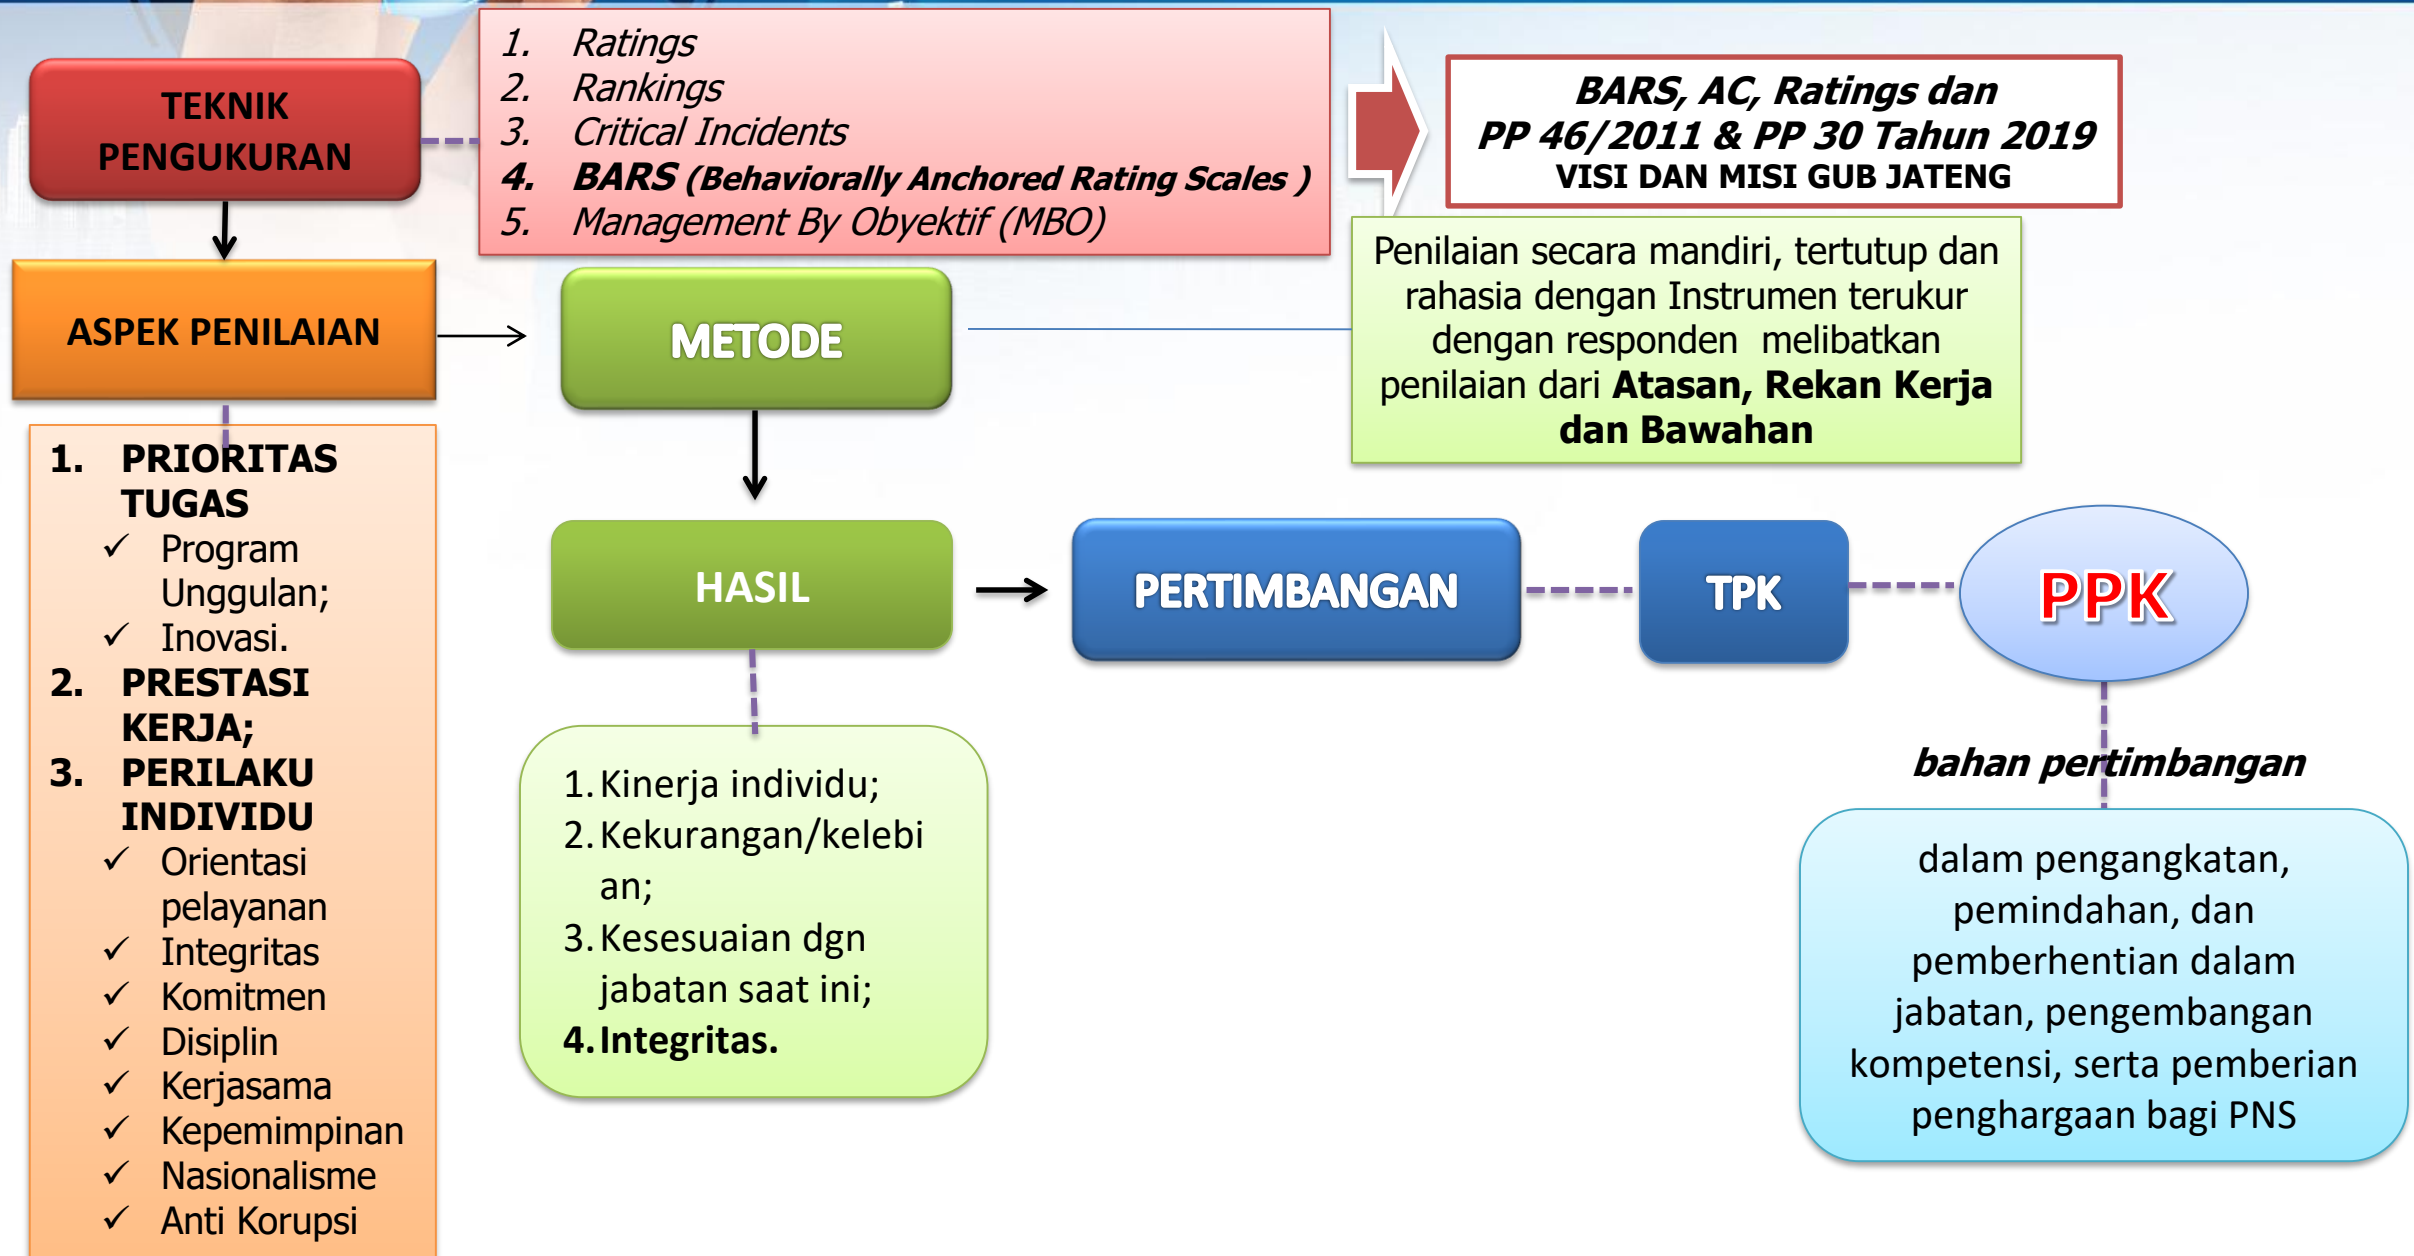 TEKNIK
PENGUKURAN
1. Ratings
2. Rankings
3. Critical Incidents
4. BARS (Behaviorally Anchored Rating Scales )
5. Management By Obyektif (MBO)
BARS, AC, Ratings dan
PP 46/2011 & PP 30 Tahun 2019
VISI DAN MISI GUB JATENG
ASPEK PENILAIAN
METODE
Penilaian secara mandiri, tertutup dan
rahasia dengan Instrumen terukur
dengan responden melibatkan
penilaian dari Atasan, Rekan Kerja
dan Bawahan
1. PRIORITAS
TUGAS
✓ Program
Unggulan;
✓ Inovasi.
2. PRESTASI
KERJA;
3. PERILAKU
INDIVIDU
✓ Orientasi
pelayanan
✓ Integritas
✓ Komitmen
✓ Disiplin
✓ Kerjasama
✓ Kepemimpinan
✓ Nasionalisme
✓ Anti Korupsi
HASIL
PERTIMBANGAN
TPK
PPK
1. Kinerja individu;
2. Kekurangan/kelebi
an;
3. Kesesuaian dgn
jabatan saat ini;
4. Integritas.
bahan pertimbangan
dalam pengangkatan,
pemindahan, dan
pemberhentian dalam
jabatan, pengembangan
kompetensi, serta pemberian
penghargaan bagi PNS